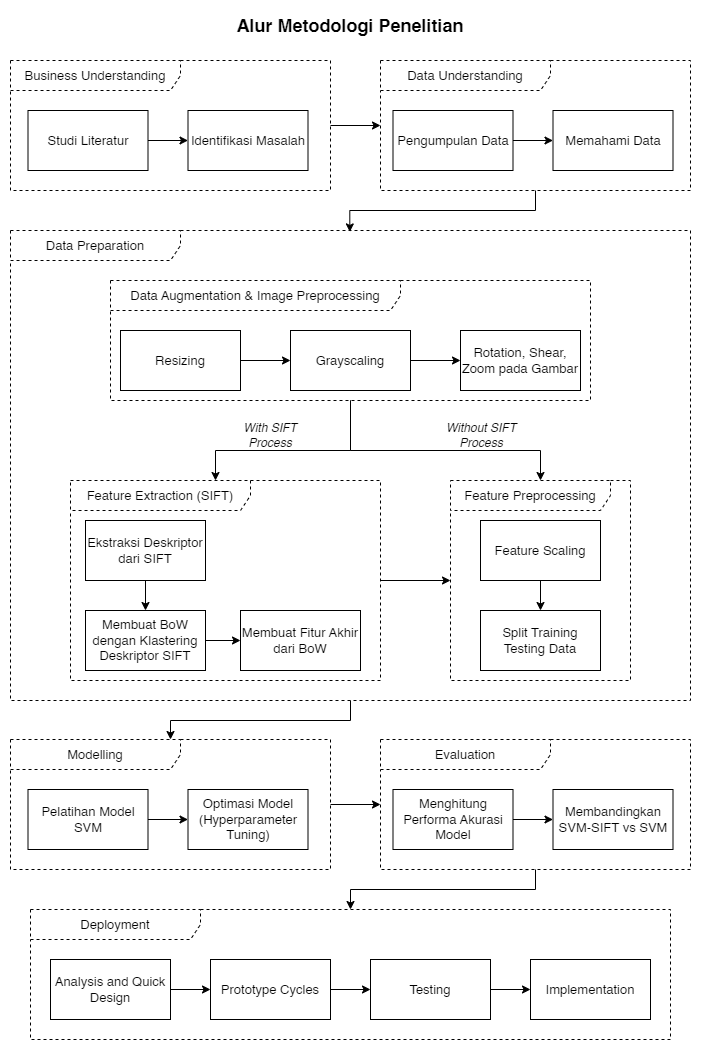 Alur Metodologi Penelitian
Business Understanding
Studi Literatur
Identifikasi Masalah
Data Understanding
Pengumpulan Data
Memahami Data
Data Preparation
Data Augmentation & Image Preprocessing
Resizing
Grayscaling
Rotation, Shear,
Zoom pada Gambar
With SIFT
Process
Without SIFT
Process
Feature Extraction (SIFT)
Ekstraksi Deskriptor
dari SIFT
Membuat BoW
dengan Klastering
Deskriptor SIFT
Membuat Fitur Akhir
dari BoW
Feature Preprocessing
Feature Scaling
Split Training
Testing Data
Modelling
Pelatihan Model
SVM
Optimasi Model
(Hyperparameter
Tuning)
Evaluation
Menghitung
Performa Akurasi
Model
Membandingkan
SVM-SIFT vs SVM
Deployment
Analysis and Quick
Design
Prototype Cycles
Testing
Implementation